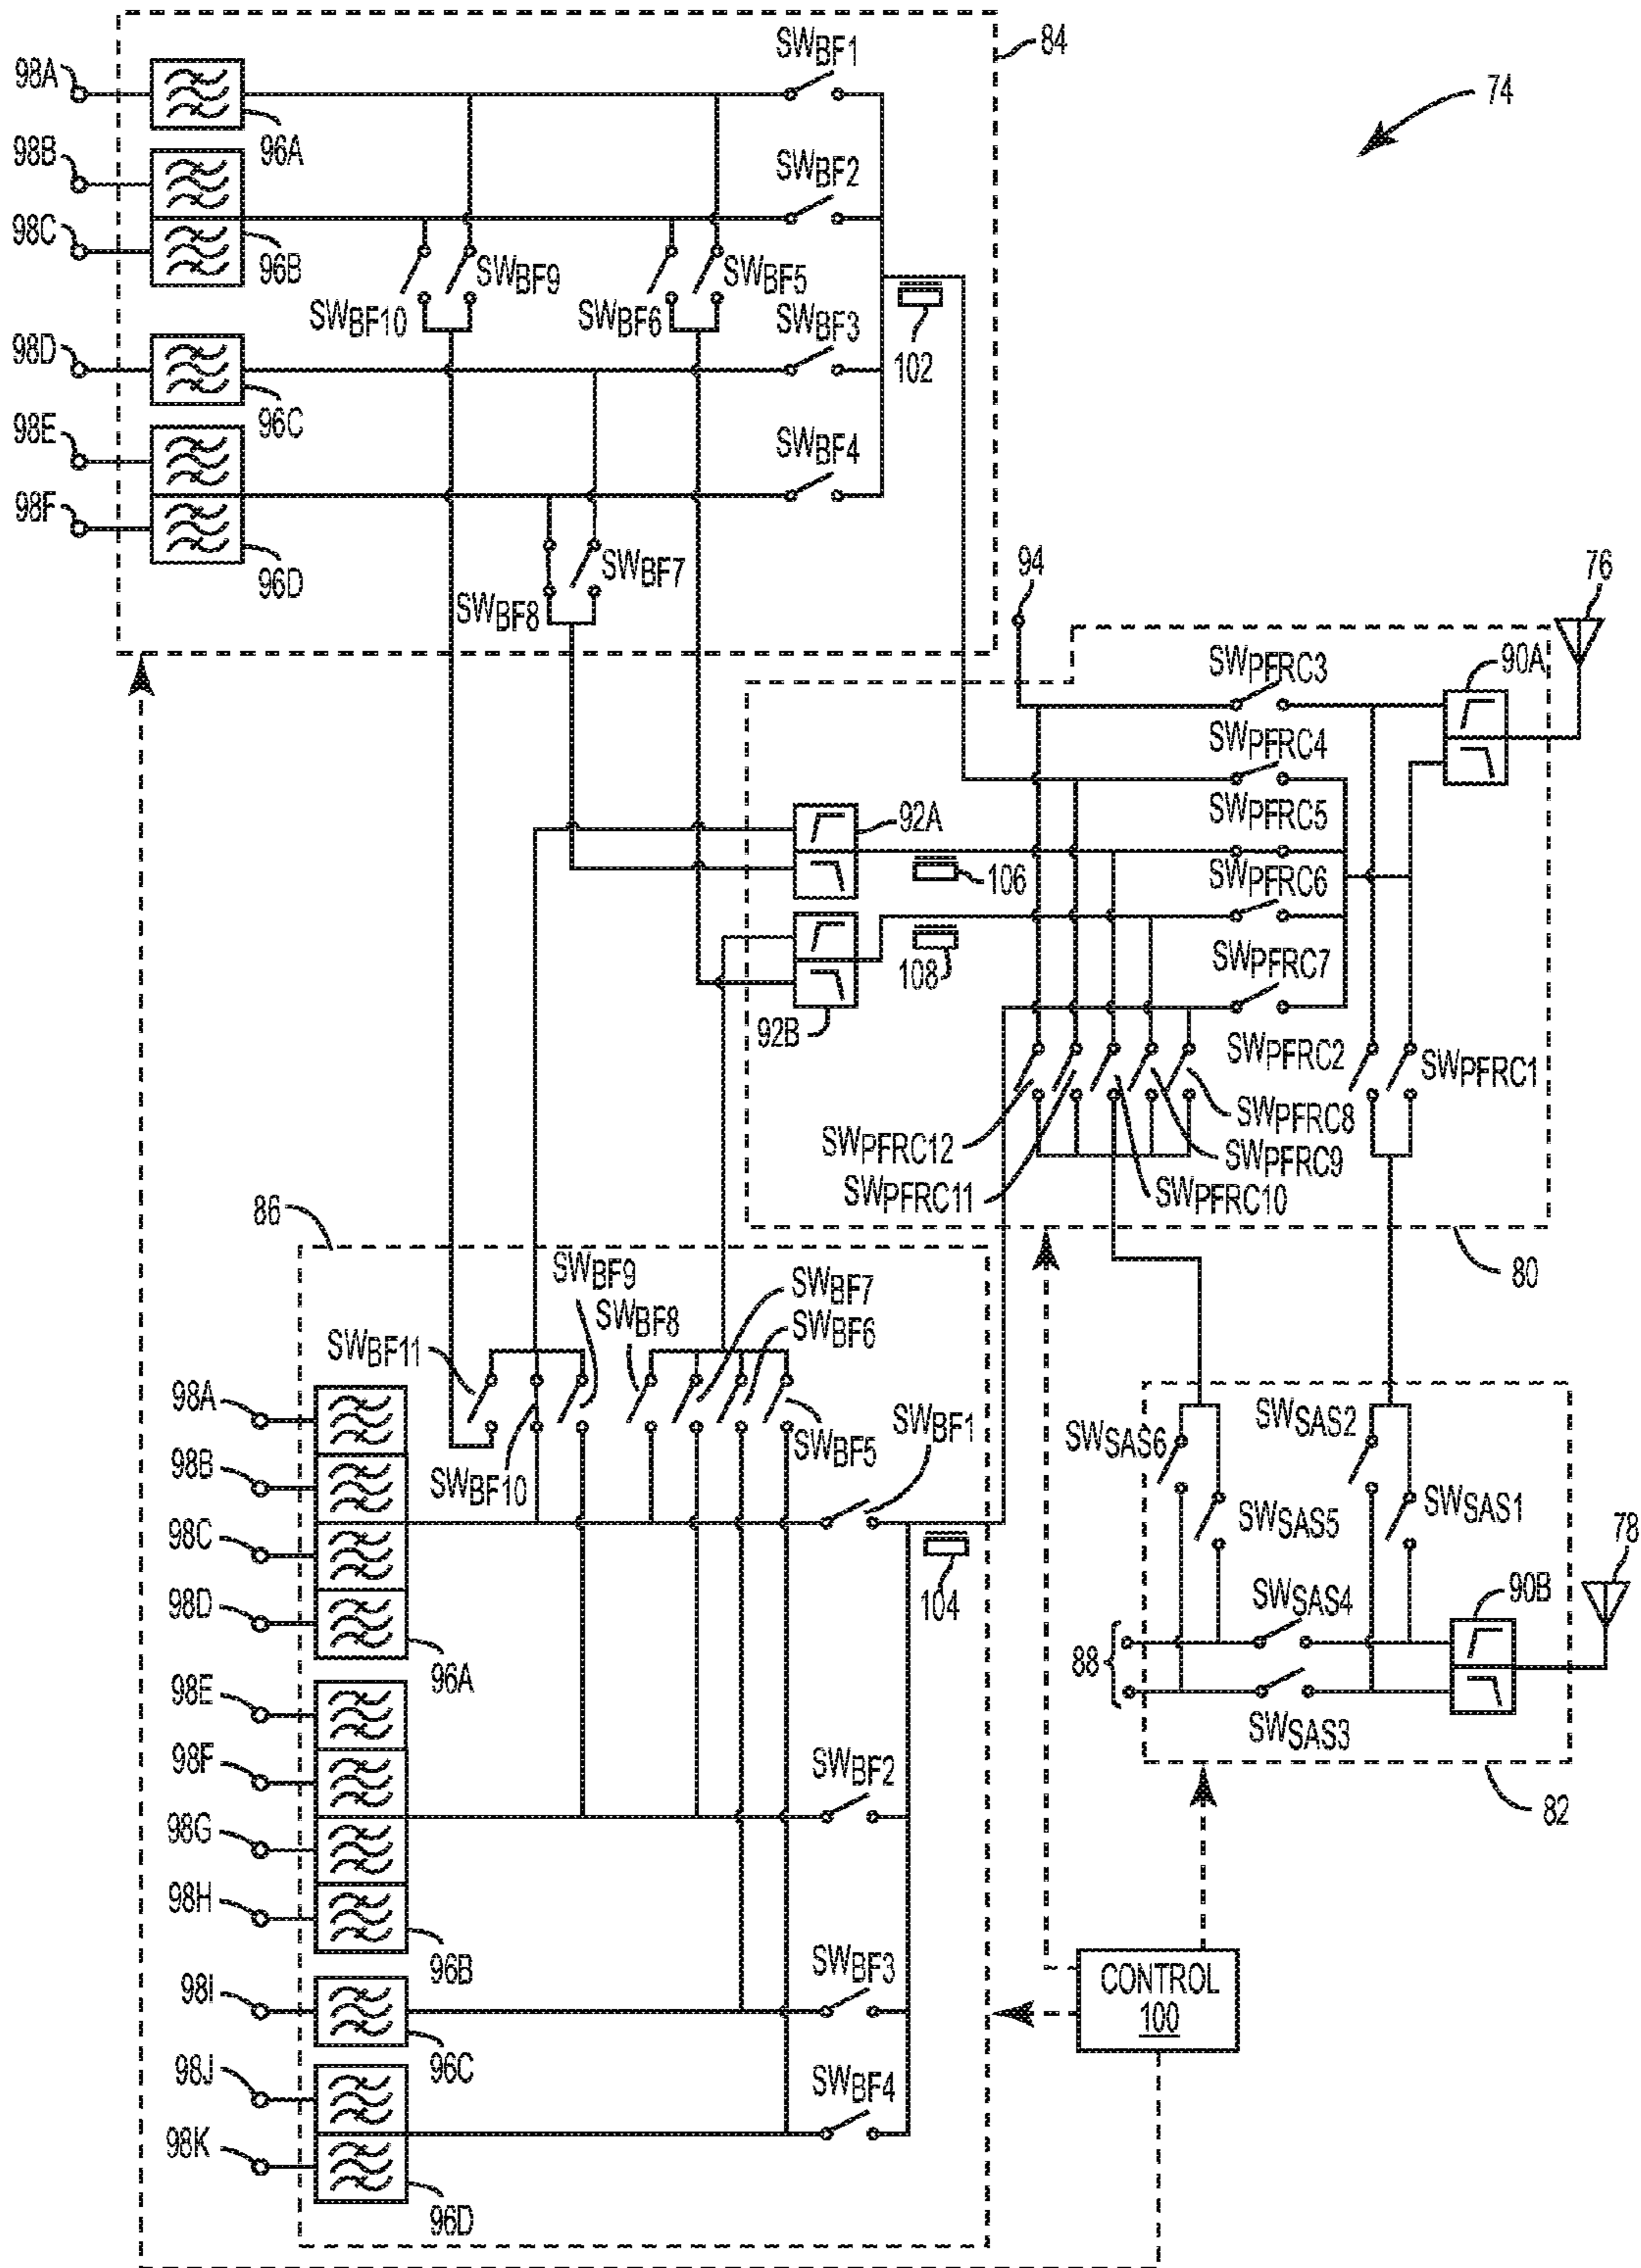 84
74
98A
98B
98C
98D
98E
98F
96A
96B
96C
96D
SWBF1
SWBF2
SWBF9
SWBF5
SWBF10
SWBF6
SWBF3
SWBF4
SWBF7
SWBF8
102
94
76
90A
SWPFRC3
SWPFRC4
SWPFRC5
92A
106
SWPFRC6
108
SWPFRC7
92B
SWPFRC2
SWPFRC1
SWPFRC8
SWPFRC12
SWPFRC9
SWPFRC11
SWPFRC10
80
86
SWBF9
SWBF7
SWBF8
SWBF6
SWBF11
SWBF1
SWBF5
SWBF10
98A
98B
98C
98D
96A
104
98E
98F
98G
98H
96B
SWBF2
98I
96C
SWBF3
98J
98K
96D
SWBF4
SWSAS2
SWSAS6
SWSAS5
SWSAS1
78
SWSAS4
90B
88
SWSAS3
82
CONTROL
100